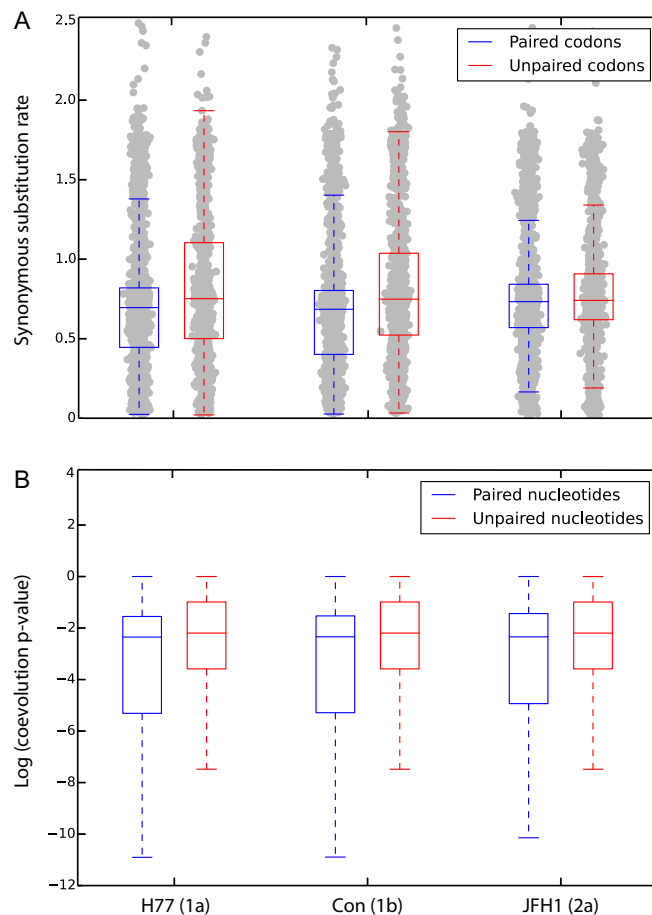 A
2.5
2.0
1.5
1.0
0.5
0
Synonymous substitution rate
Paired codons
Unpaired codons
B
4
2
0
−2
−4
−6
−8
−10
−12
Log (coevolution p-value)
Paired nucleotides
Unpaired nucleotides
H77 (1a)
Con (1b)
JFH1 (2a)